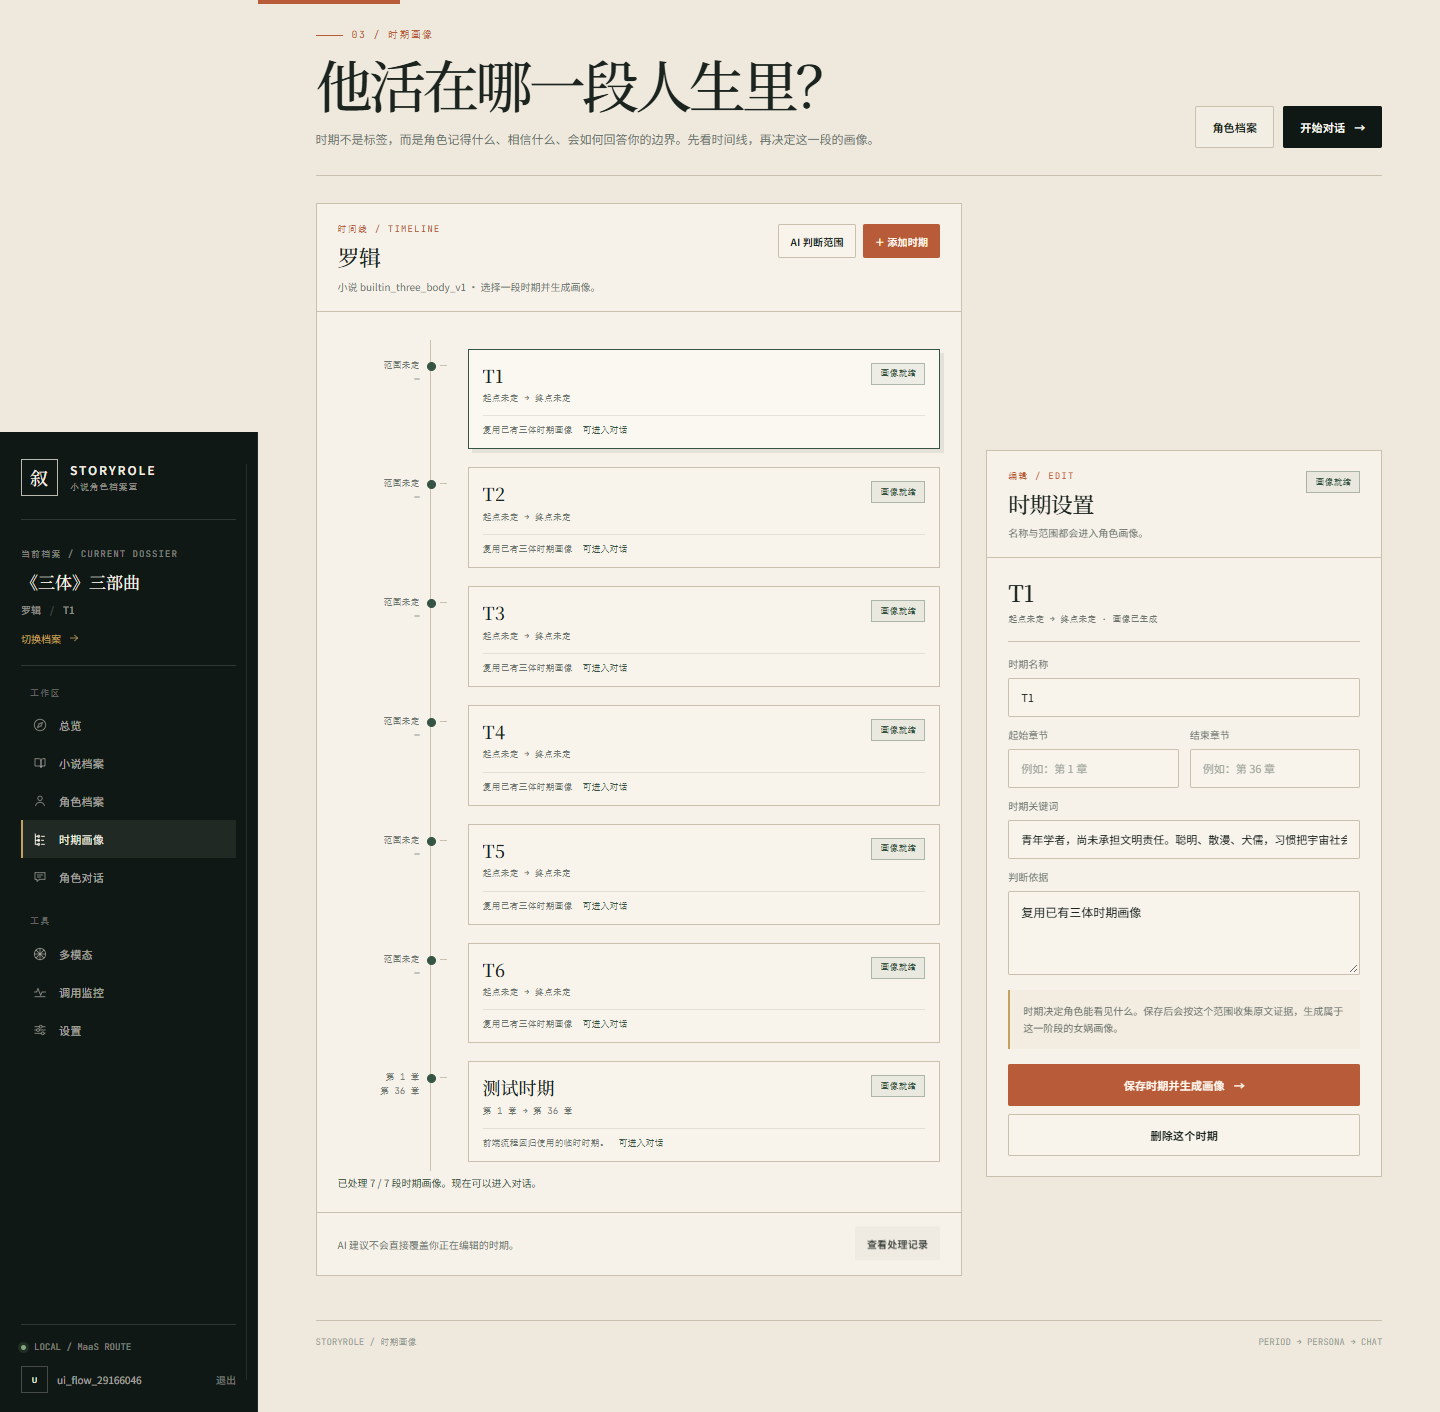 03 / 时期画像
他活在哪一段人生里?
时期不是标签，而是角色记得什么、相信什么、会如何回答你的边界。先看时间线，再决定这一段的画像。
角色档案
开始对话 →
时间线 / TIMELINE
罗辑
小说 builtin_three_body_v1 · 选择一段时期并生成画像。
AI 判断范围
+ 添加时期
范围未定
—
T1
画像就绪
起点未定 → 终点未定
复用已有三体时期画像 可进入对话
范围未定
—
T2
画像就绪
起点未定 → 终点未定
复用已有三体时期画像 可进入对话
范围未定
—
T3
画像就绪
起点未定 → 终点未定
复用已有三体时期画像 可进入对话
范围未定
—
T4
画像就绪
起点未定 → 终点未定
复用已有三体时期画像 可进入对话
范围未定
—
T5
画像就绪
起点未定 → 终点未定
复用已有三体时期画像 可进入对话
范围未定
—
T6
画像就绪
起点未定 → 终点未定
复用已有三体时期画像 可进入对话
第 1 章
第 36 章
测试时期
画像就绪
第 1 章 → 第 36 章
前端流程回归使用的临时时期。 可进入对话
已处理 7 / 7 段时期画像。现在可以进入对话。
AI 建议不会直接覆盖你正在编辑的时期。
查看处理记录
编辑 / EDIT
画像就绪
时期设置
名称与范围都会进入角色画像。
T1
起点未定 → 终点未定 · 画像已生成
时期名称
T1
起始章节
结束章节
例如：第 1 章
例如：第 36 章
时期关键词
青年学者，尚未承担文明责任。聪明、散漫、犬儒，习惯把宇宙社会
判断依据
复用已有三体时期画像
时期决定角色能看见什么。保存后会按这个范围收集原文证据，生成属于
这一阶段的女娲画像。
保存时期并生成画像 →
删除这个时期
叙
STORYROLE
小说角色档案室
当前档案 / CURRENT DOSSIER
《三体》三部曲
罗辑 / T1
切换档案 →
工作区
总览
小说档案
角色档案
时期画像
角色对话
工具
多模态
调用监控
设置
LOCAL / MaaS ROUTE
U
ui_flow_29166046
退出
STORYROLE / 时期画像
PERIOD → PERSONA → CHAT